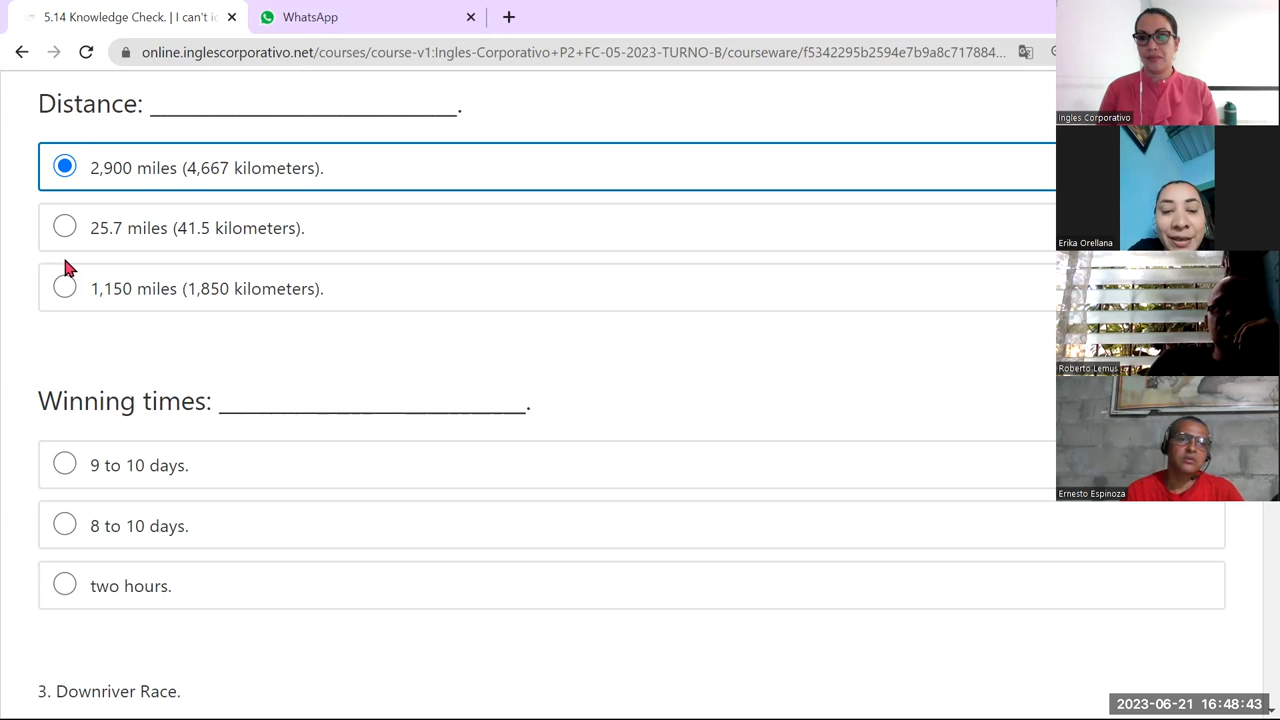 5.14 Knowledge Check. | I can't i
WhatsApp
online.inglescorporativo.net/courses/course-v1:Ingles-Corporativo+P2+FC-05-2023-TURNO-B/courseware/f5342295b2594e7b9a8c717884...
Distance: ______________________.
2,900 miles (4,667 kilometers).
25.7 miles (41.5 kilometers).
1,150 miles (1,850 kilometers).
Winning times: ______________________.
9 to 10 days.
8 to 10 days.
two hours.
3. Downriver Race.
Ingles Corporativo
Erika Orellana
Roberto Lemus
Ernesto Espinoza
2023-06-21 16:48:43